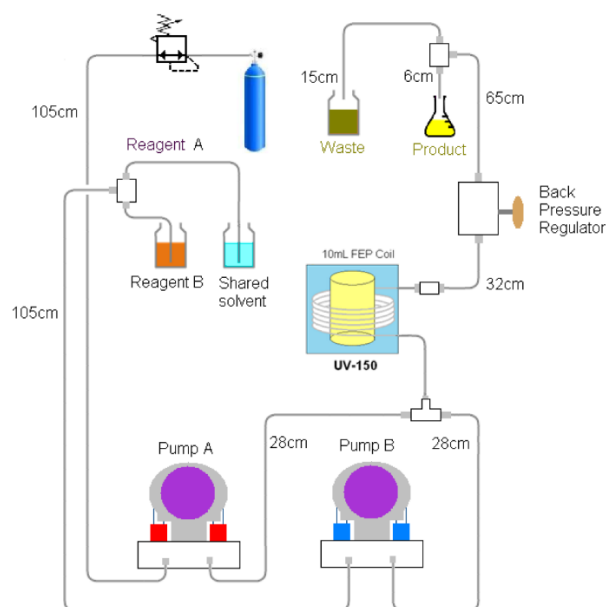 15cm
6cm
105cm
65cm
Reagent A
Waste
Product
Back
Pressure
Regulator
10mL FEP Coil
Reagent B
Shared
solvent
32cm
105cm
UV-150
Pump A
28cm
Pump B
28cm